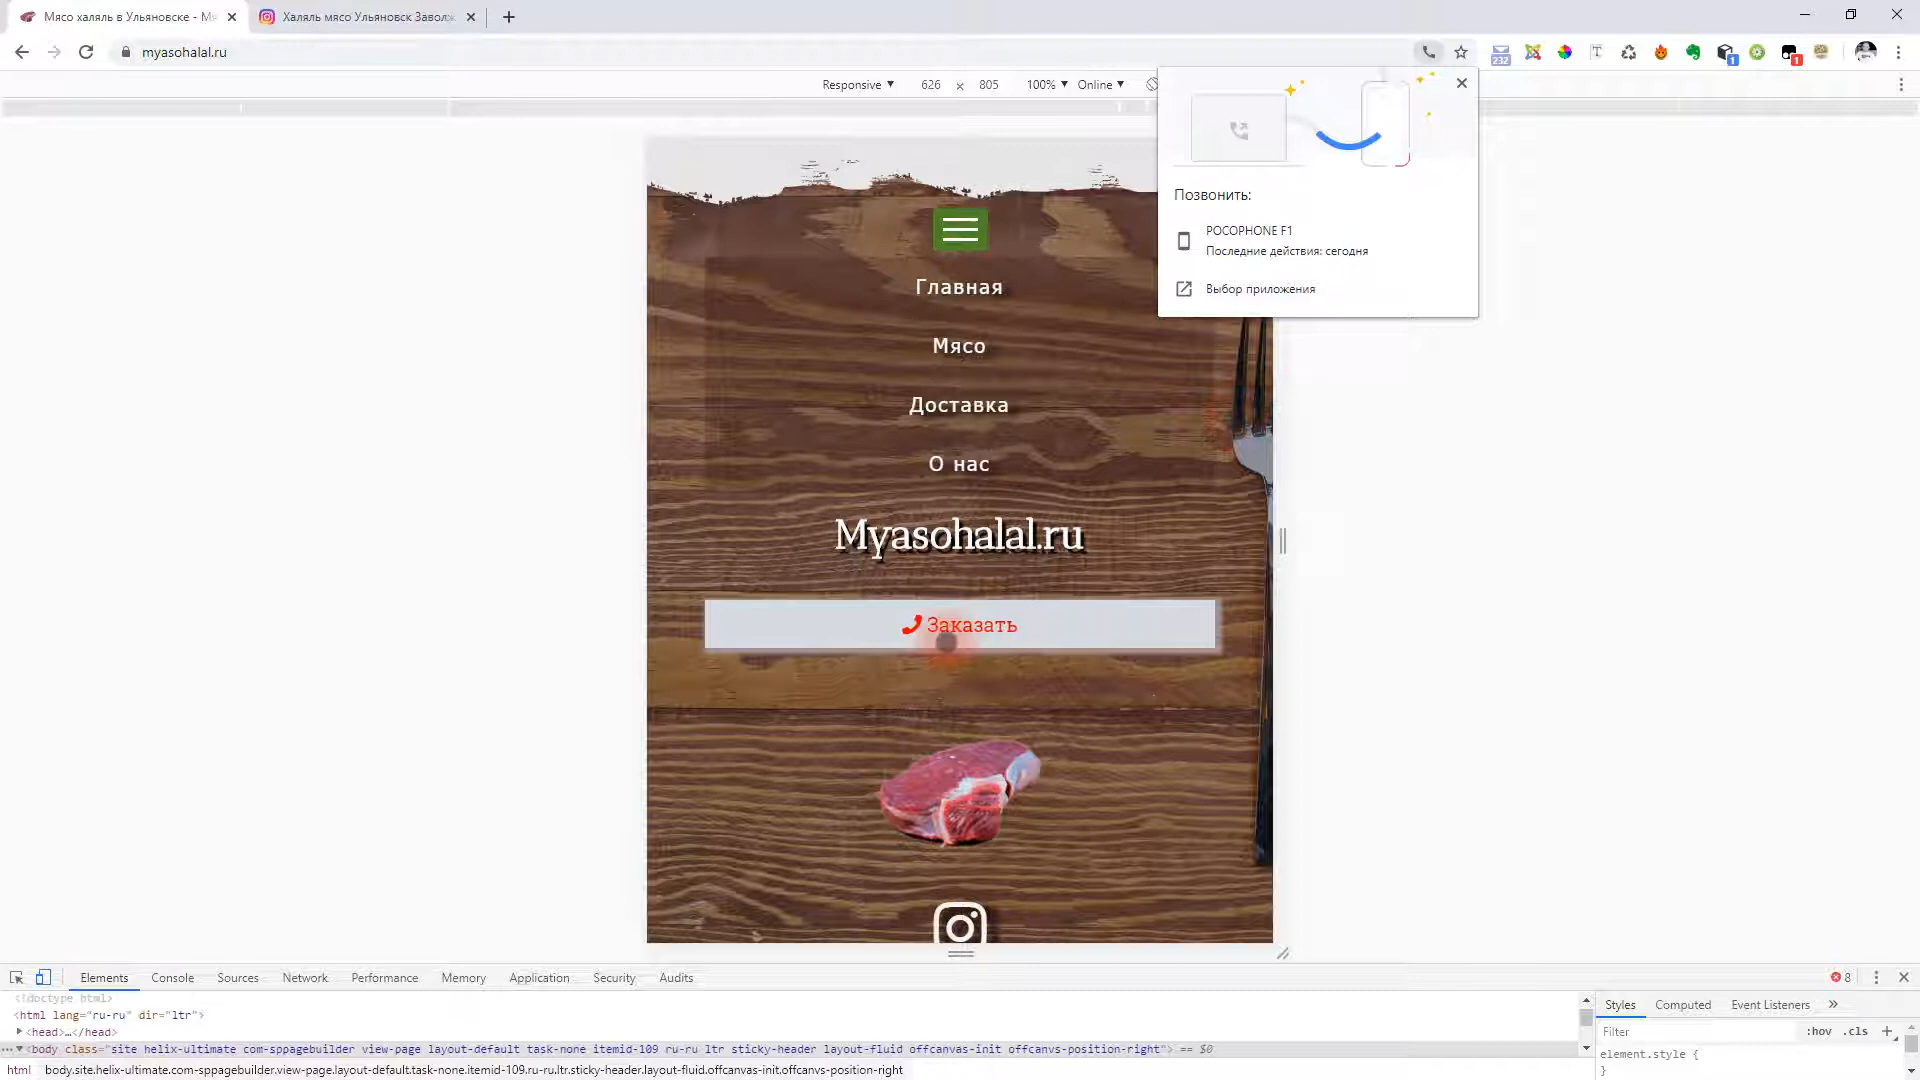 Мясо халяль в Ульяновске - Мя
Халяль мясо Ульяновск Заволж
myasohalal.ru
232
1
1
Responsive
626 x 805
100%
Online
Позвонить:
POCOPHONE F1
Последние действия: сегодня
Выбор приложения
Главная
Мясо
Доставка
О нас
Myasohalal.ru
Заказать
Elements Console Sources Network Performance Memory Application Security Audits
8
<!doctype html>
<html lang="ru-ru" dir="ltr">
<head>…</head>
<body class="site helix-ultimate com-sppagebuilder view-page layout-default task-none itemid-109 ru-ru ltr sticky-header layout-fluid offcanvas-init offcanvs-position-right"> == $0
html body.site.helix-ultimate.com-sppagebuilder.view-page.layout-default.task-none.itemid-109.ru-ru.ltr.sticky-header.layout-fluid.offcanvas-init.offcanvs-position-right
Styles Computed Event Listeners »
Filter :hov .cls +
element.style {
}